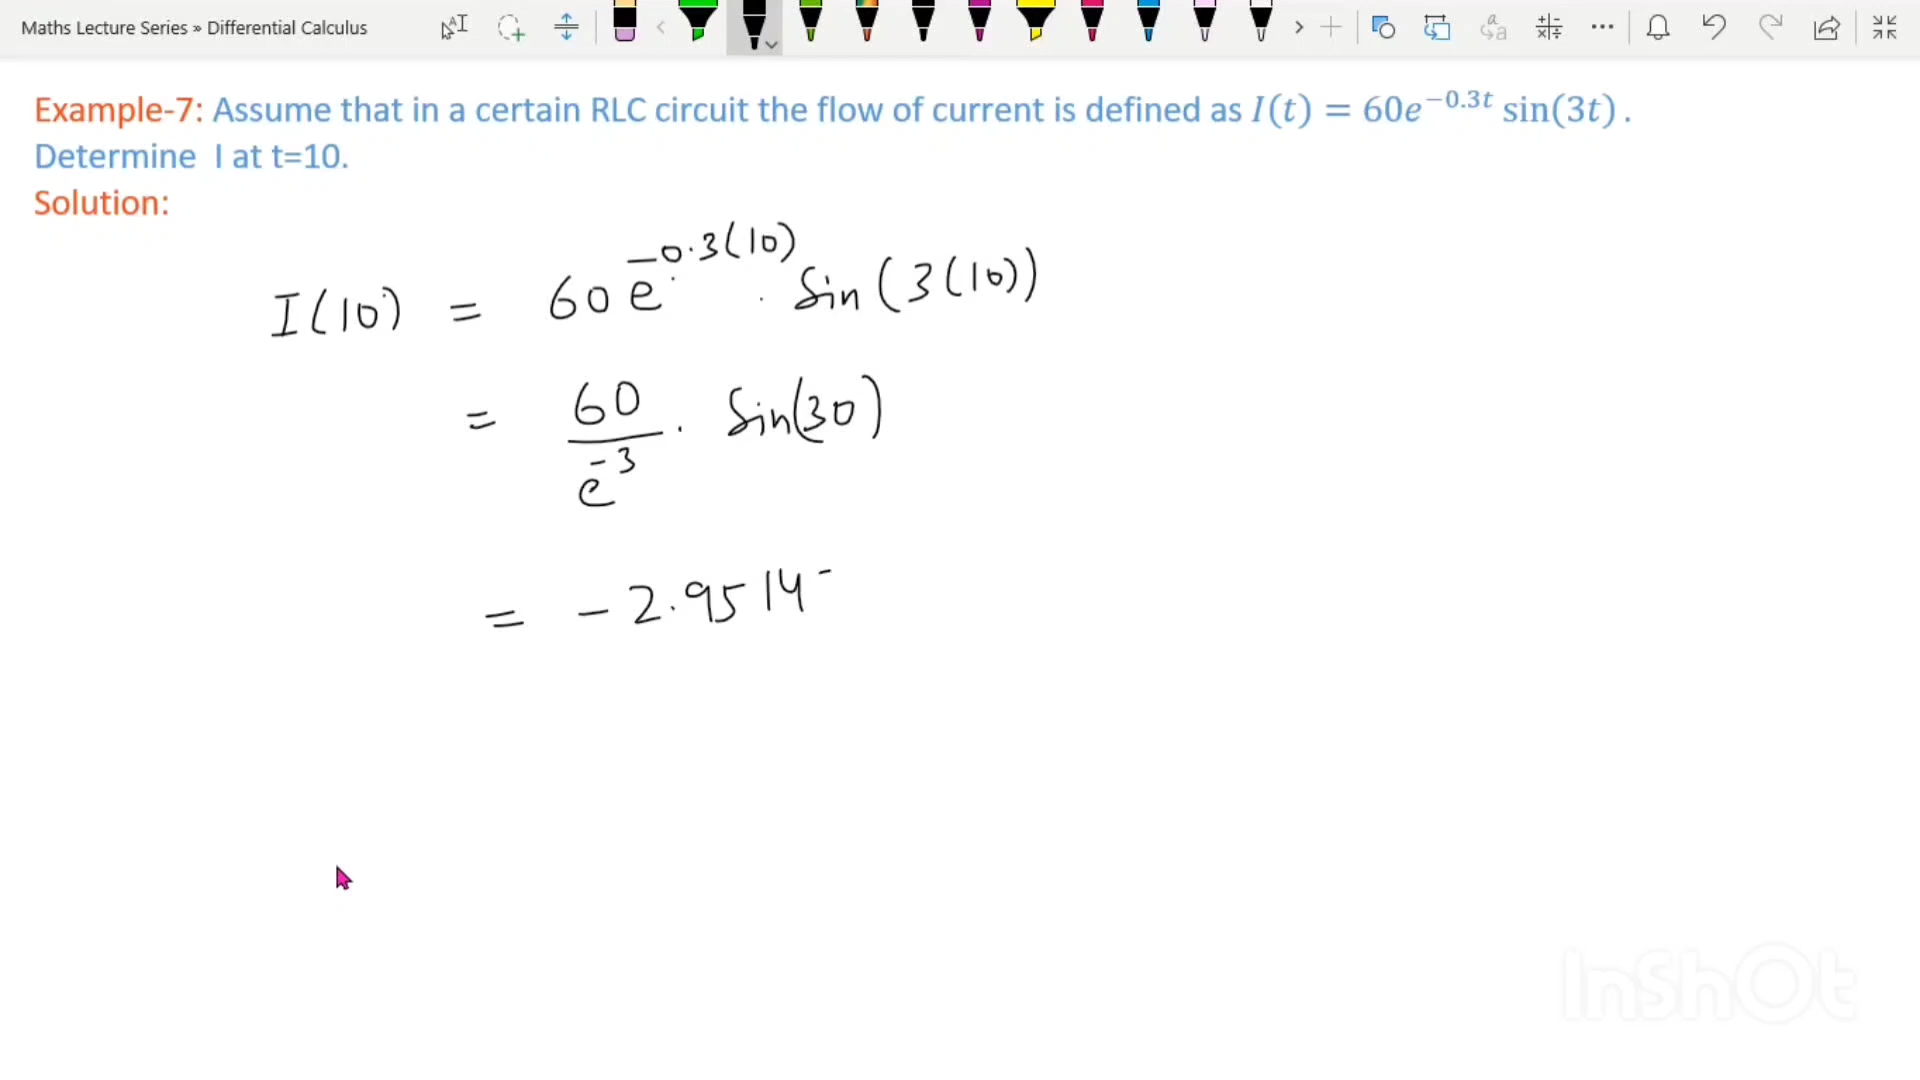 Maths Lecture Series » Differential Calculus
Example-7: Assume that in a certain RLC circuit the flow of current is defined as I(t) = 60e^{−0.3t} sin(3t).
Determine I at t=10.
Solution:
I(10) = 60 e^{-0.3(10)} . Sin(3(10))
= 60/e^{-3} . Sin(30)
= - 2.9514-
InShOt